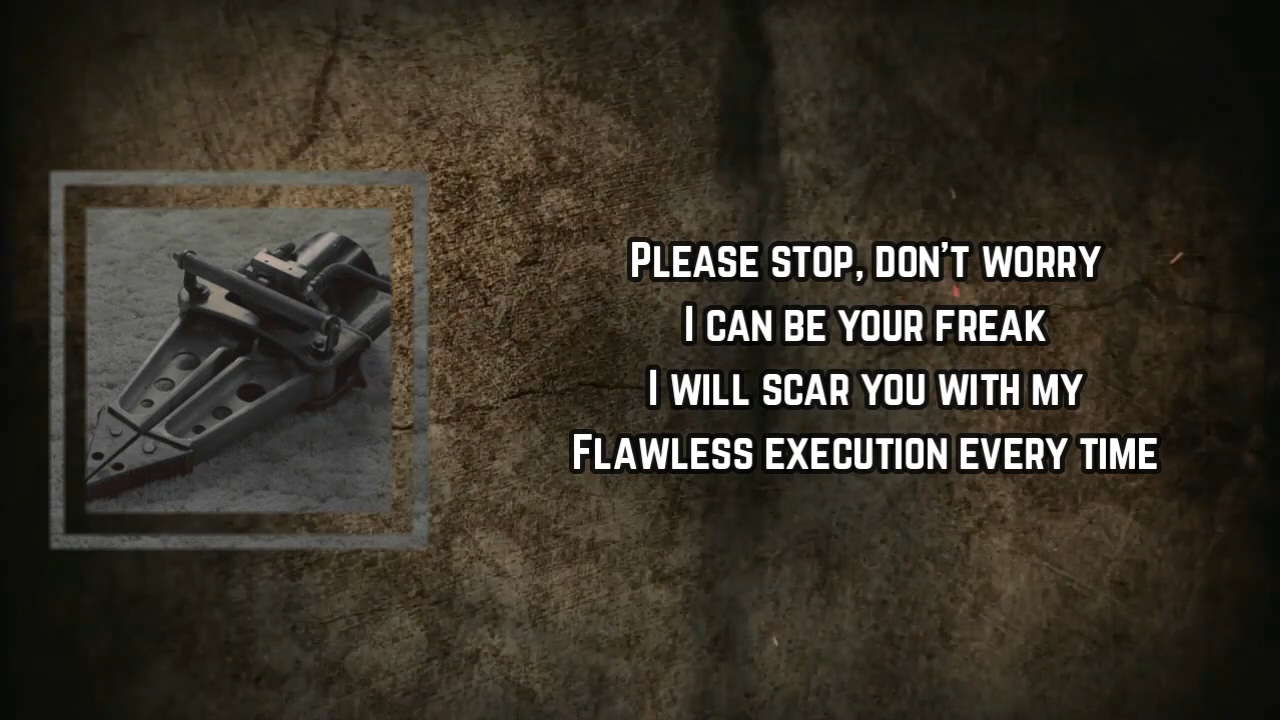 Please stop, don't worry
I can be your freak
I will scar you with my
Flawless execution every time